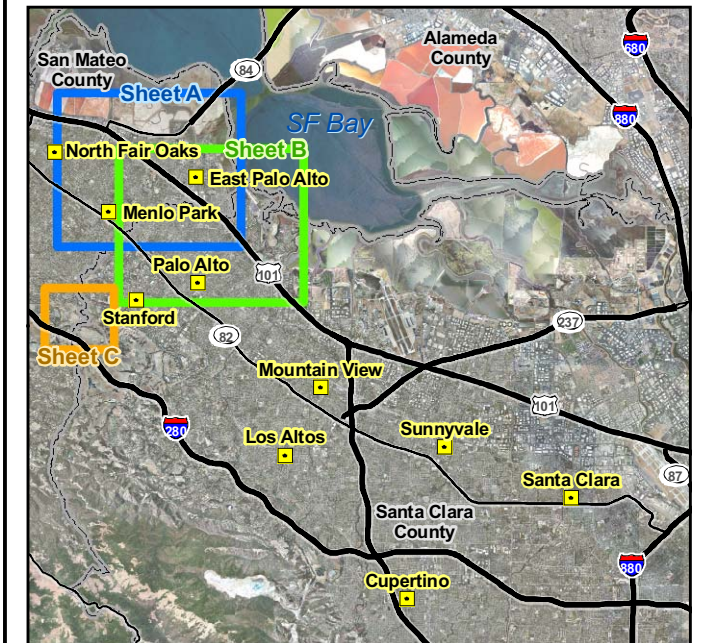 Alameda
County
680
San Mateo
County
84
Sheet A
880
SF Bay
North Fair Oaks
Sheet B
East Palo Alto
Menlo Park
Palo Alto
101
Stanford
237
82
Sheet C
Mountain View
101
280
Los Altos
Sunnyvale
87
Santa Clara
Santa Clara
County
880
Cupertino